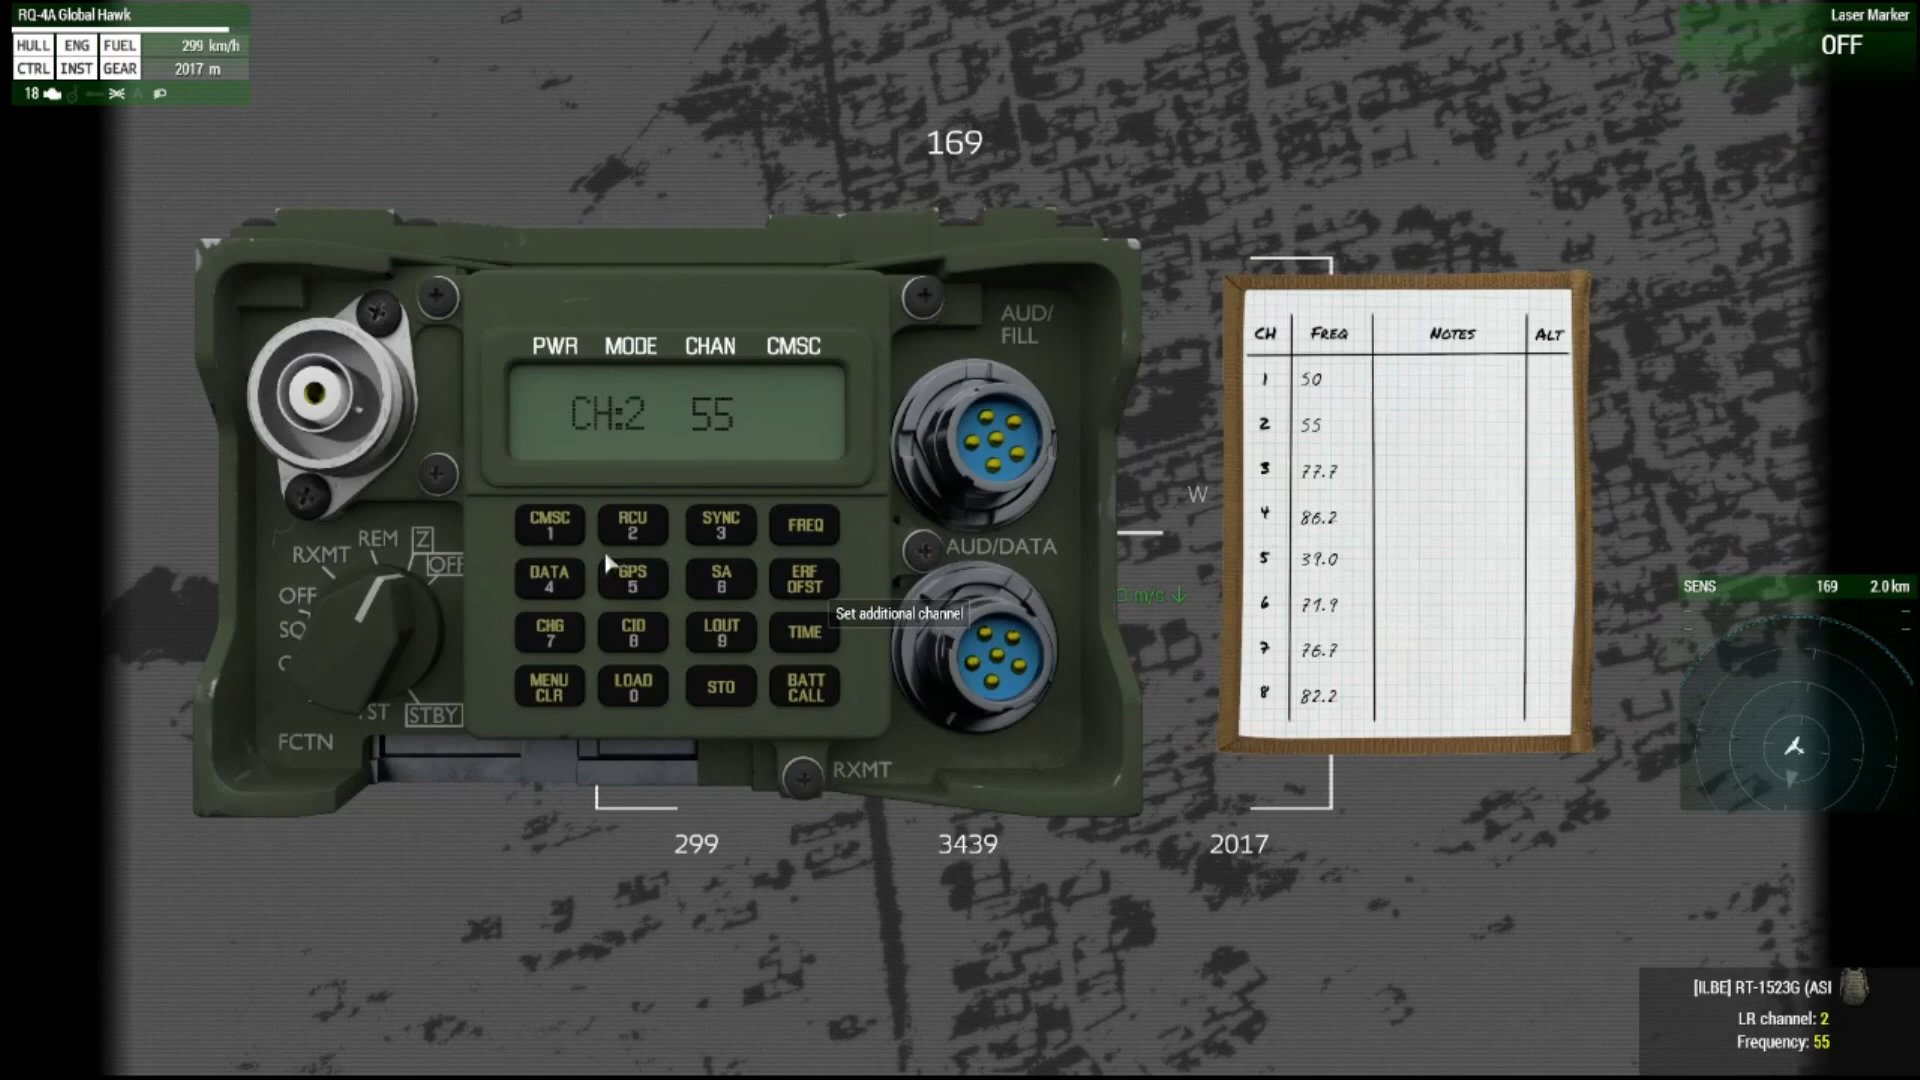 RQ-4A Global Hawk
HULL ENG FUEL 299 km/h
CTRL INST GEAR 2017 m
18 A
Laser Marker
OFF
169
PWR MODE CHAN CMSC
CH:2 55
AUD/
FILL
CMSC 1 RCU 2 SYNC 3 FREQ
DATA 4 GPS 5 SA 6 ERF OFST
CHG 7 CID 8 LOUT 9 TIME
MENU CLR LOAD 0 STO BATT CALL
REM Z
RXMT OFF
OFF
SQ
ST STBY
FCTN
AUD/DATA
Set additional channel
RXMT
W
m/s
CH FREQ NOTES ALT
1 50
2 55
3 77.7
4 86.2
5 39.0
6 71.9
7 76.7
8 82.2
SENS 169 2.0 km
299 3439 2017
[ILBE] RT-1523G (ASI
LR channel: 2
Frequency: 55